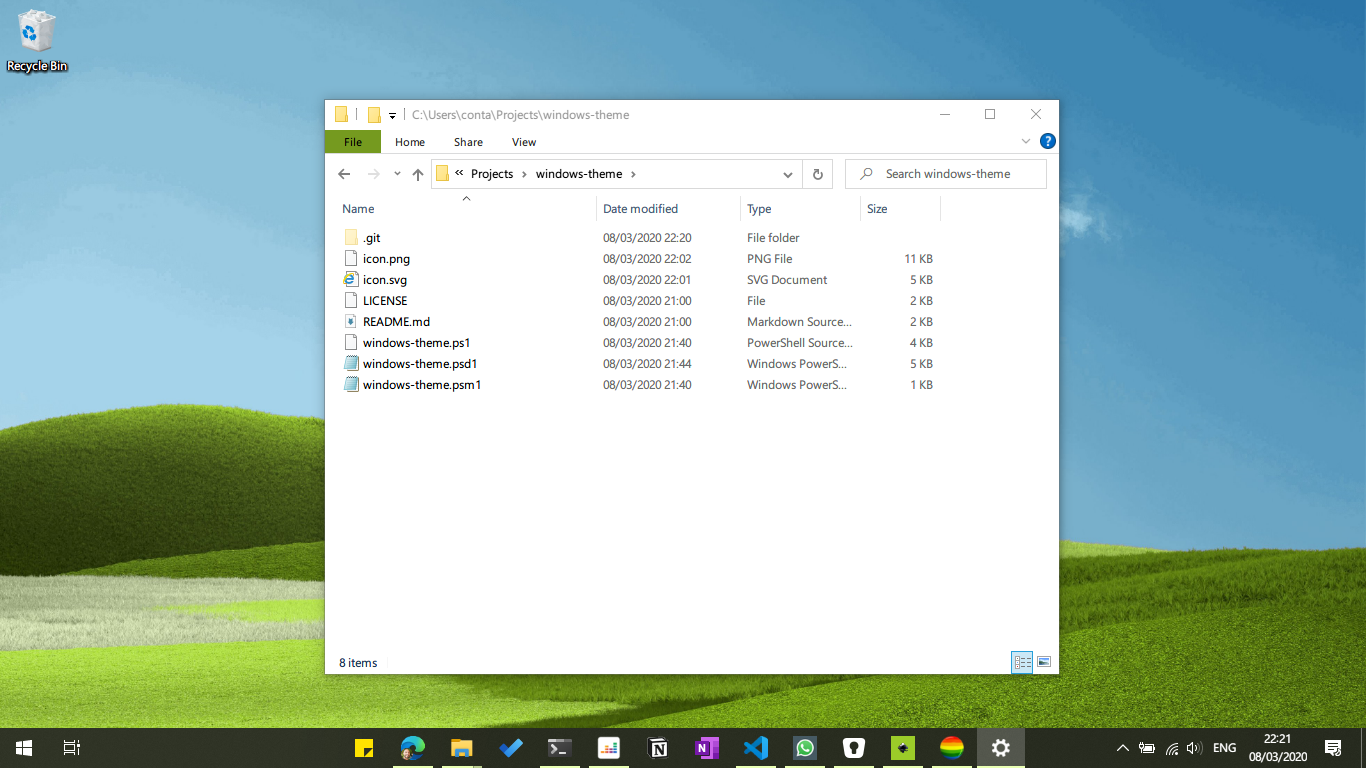 Recycle Bin
C:\Users\conta\Projects\windows-theme
File Home Share View
Projects windows-theme Search windows-theme
Name Date modified Type Size
.git 08/03/2020 22:20 File folder
icon.png 08/03/2020 22:02 PNG File 11 KB
icon.svg 08/03/2020 22:01 SVG Document 5 KB
LICENSE 08/03/2020 21:00 File 2 KB
README.md 08/03/2020 21:00 Markdown Source... 2 KB
windows-theme.ps1 08/03/2020 21:40 PowerShell Source... 4 KB
windows-theme.psd1 08/03/2020 21:44 Windows PowerS... 5 KB
windows-theme.psm1 08/03/2020 21:40 Windows PowerS... 1 KB
8 items
ENG
22:21
08/03/2020